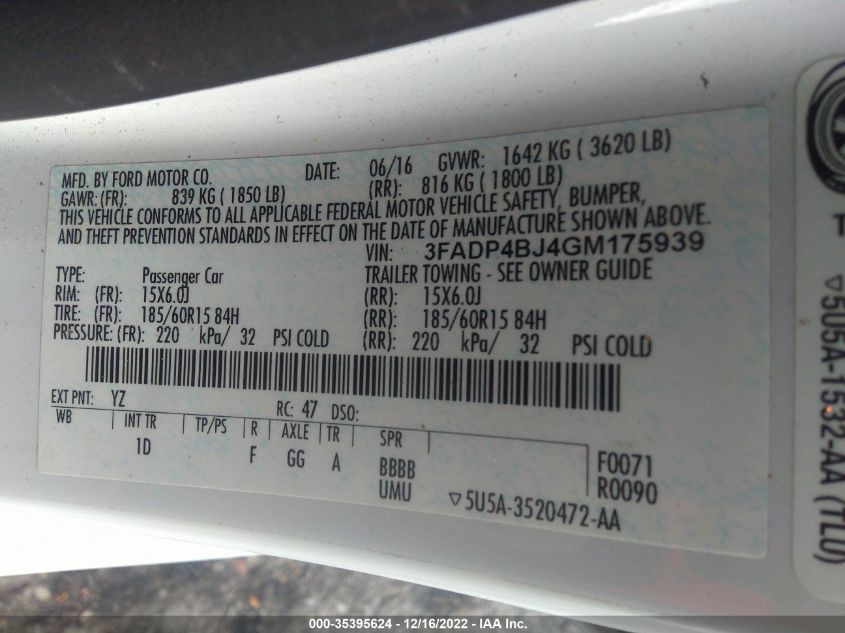 MFD. BY FORD MOTOR CO. DATE: 06/16 GVWR: 1642 KG ( 3620 LB)
GAWR: (FR): 839 KG ( 1850 LB) (RR): 816 KG ( 1800 LB)
THIS VEHICLE CONFORMS TO ALL APPLICABLE FEDERAL MOTOR VEHICLE SAFETY, BUMPER,
AND THEFT PREVENTION STANDARDS IN EFFECT ON THE DATE OF MANUFACTURE SHOWN ABOVE.
VIN: 3FADP4BJ4GM175939
TYPE: Passenger Car TRAILER TOWING - SEE OWNER GUIDE
RIM: (FR): 15X6.0J (RR): 15X6.0J
TIRE: (FR): 185/60R15 84H (RR): 185/60R15 84H
PRESSURE: (FR): 220 kPa/ 32 PSI COLD (RR): 220 kPa/ 32 PSI COLD
EXT PNT: YZ RC: 47 DSO:
WB INT TR TP/PS R AXLE TR SPR
1D F GG A BBBB F0071
UMU R0090
▽5U5A-3520472-AA
▽5U5A-1532-AA (TLU)
000-35395624 - 12/16/2022 - IAA Inc.